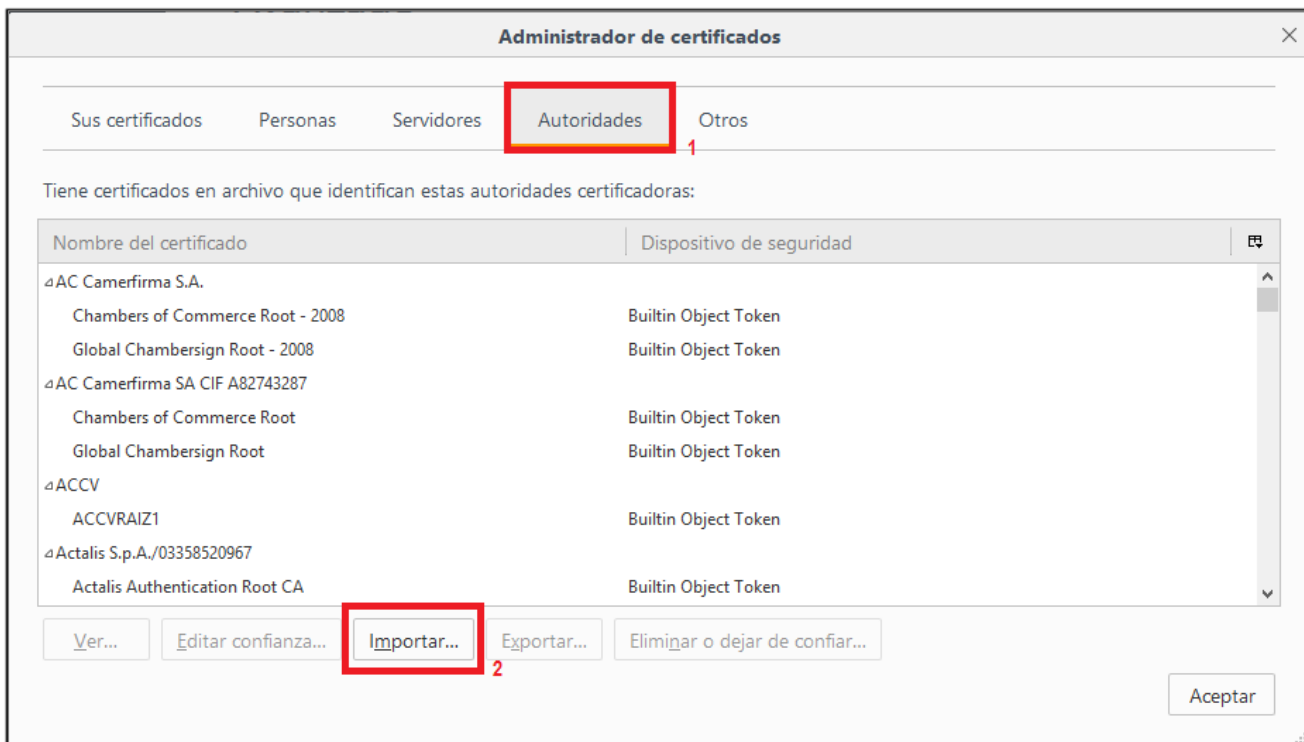 Administrador de certificados
Sus certificados Personas Servidores Autoridades Otros
1
Tiene certificados en archivo que identifican estas autoridades certificadoras:
Nombre del certificado Dispositivo de seguridad
AC Camerfirma S.A.
Chambers of Commerce Root - 2008 Builtin Object Token
Global Chambersign Root - 2008 Builtin Object Token
AC Camerfirma SA CIF A82743287
Chambers of Commerce Root Builtin Object Token
Global Chambersign Root Builtin Object Token
ACCV
ACCVRAIZ1 Builtin Object Token
Actalis S.p.A./03358520967
Actalis Authentication Root CA Builtin Object Token
Ver... Editar confianza... Importar... Exportar... Eliminar o dejar de confiar...
2
Aceptar